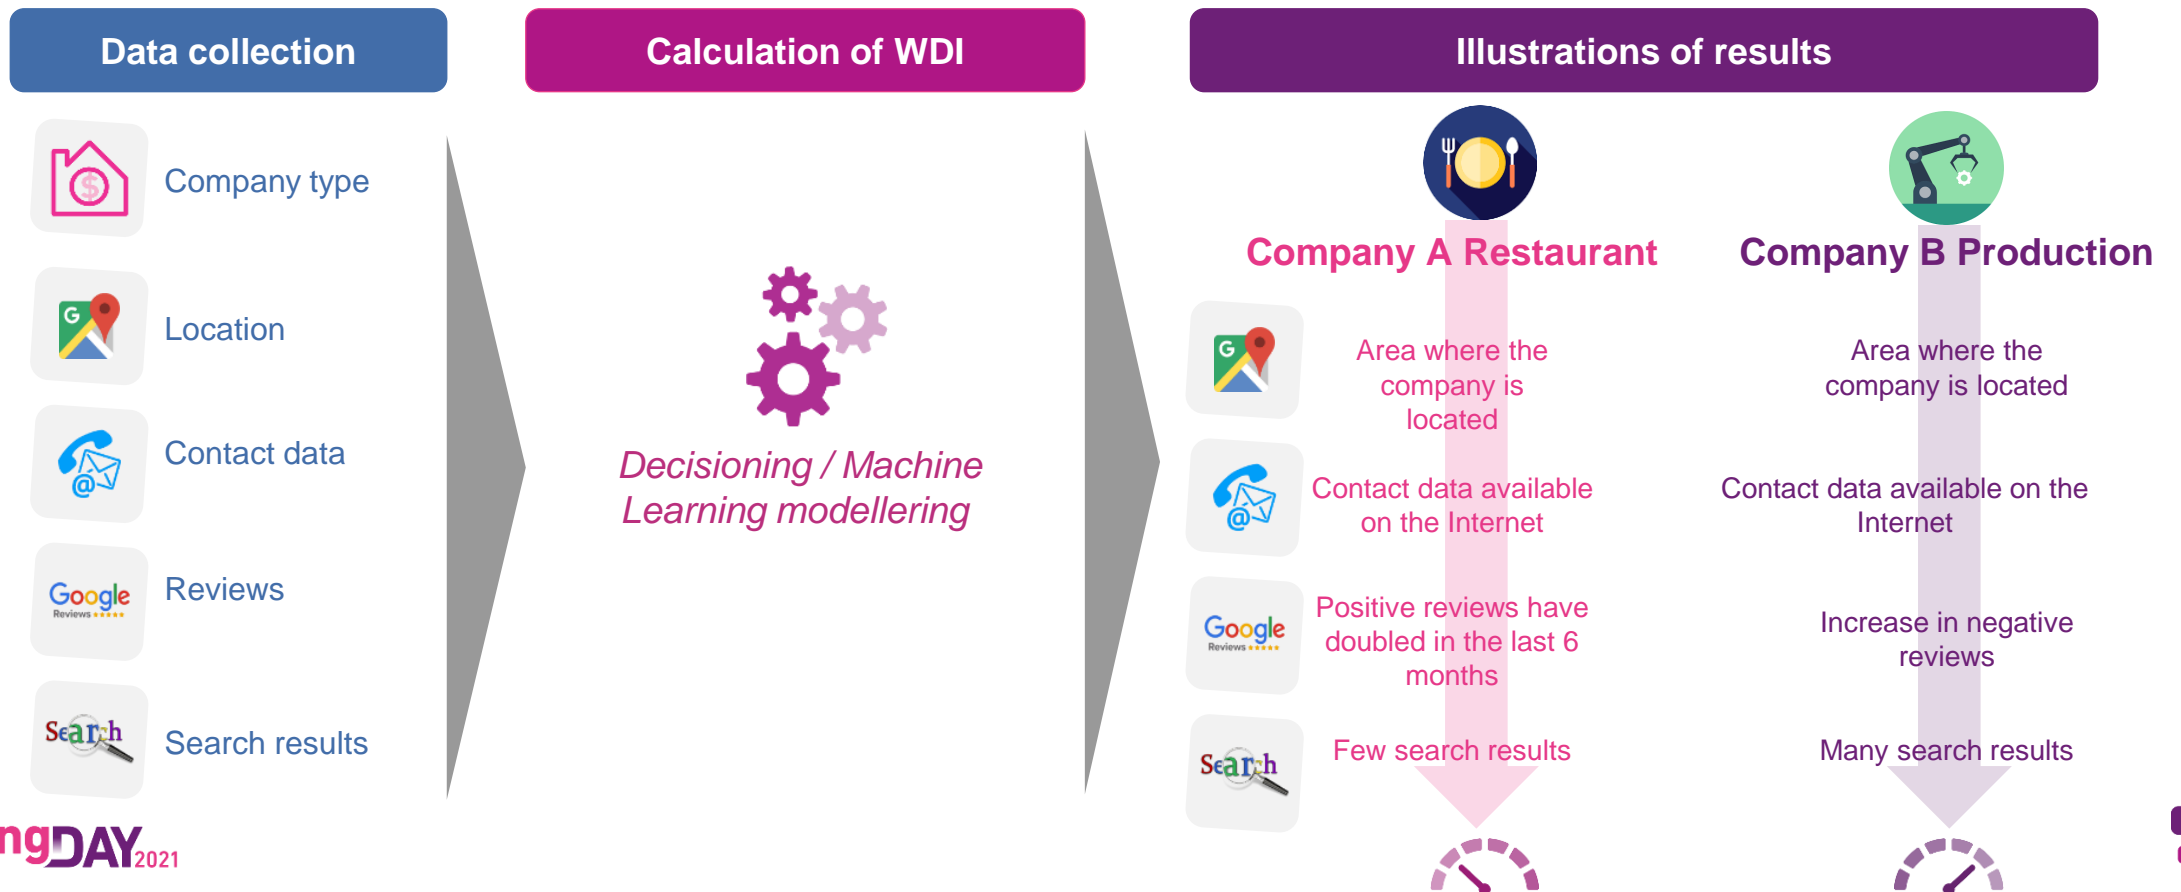 Data collection
Calculation of WDI
Illustrations of results
Company type
Location
Contact data
Google
Reviews
Reviews
Search
Search results
Decisioning / Machine
Learning modellering
Company A Restaurant
Company B Production
G
Area where the
company is
located
Area where the
company is located
Contact data available
on the Internet
Contact data available on the
Internet
Google
Reviews
Positive reviews have
doubled in the last 6
months
Increase in negative
reviews
Search
Few search results
Many search results
ngDAY2021